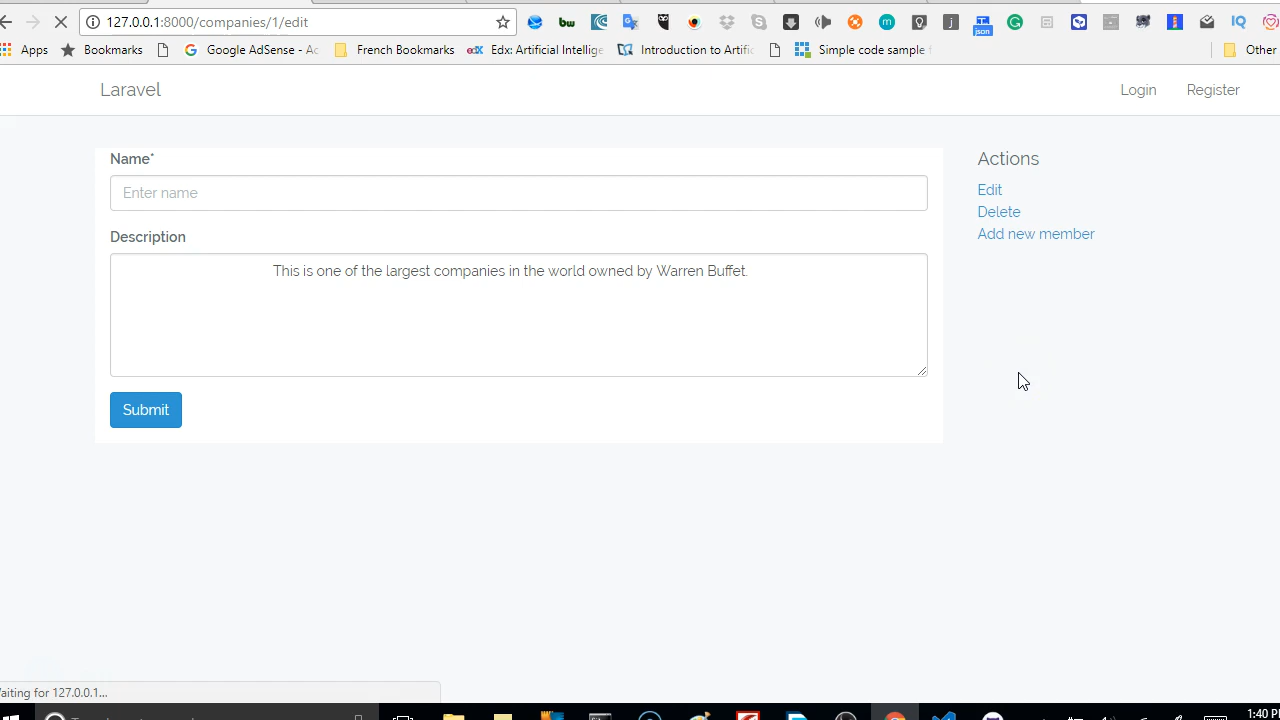 127.0.0.1:8000/companies/1/edit
json
Apps Bookmarks Google AdSense - Ac French Bookmarks edX Edx: Artificial Intellige Introduction to Artific Simple code sample f Other
Laravel Login Register
Name*
Enter name
Description
This is one of the largest companies in the world owned by Warren Buffet.
Submit
Actions
Edit
Delete
Add new member
aiting for 127.0.0.1...
1:40 P